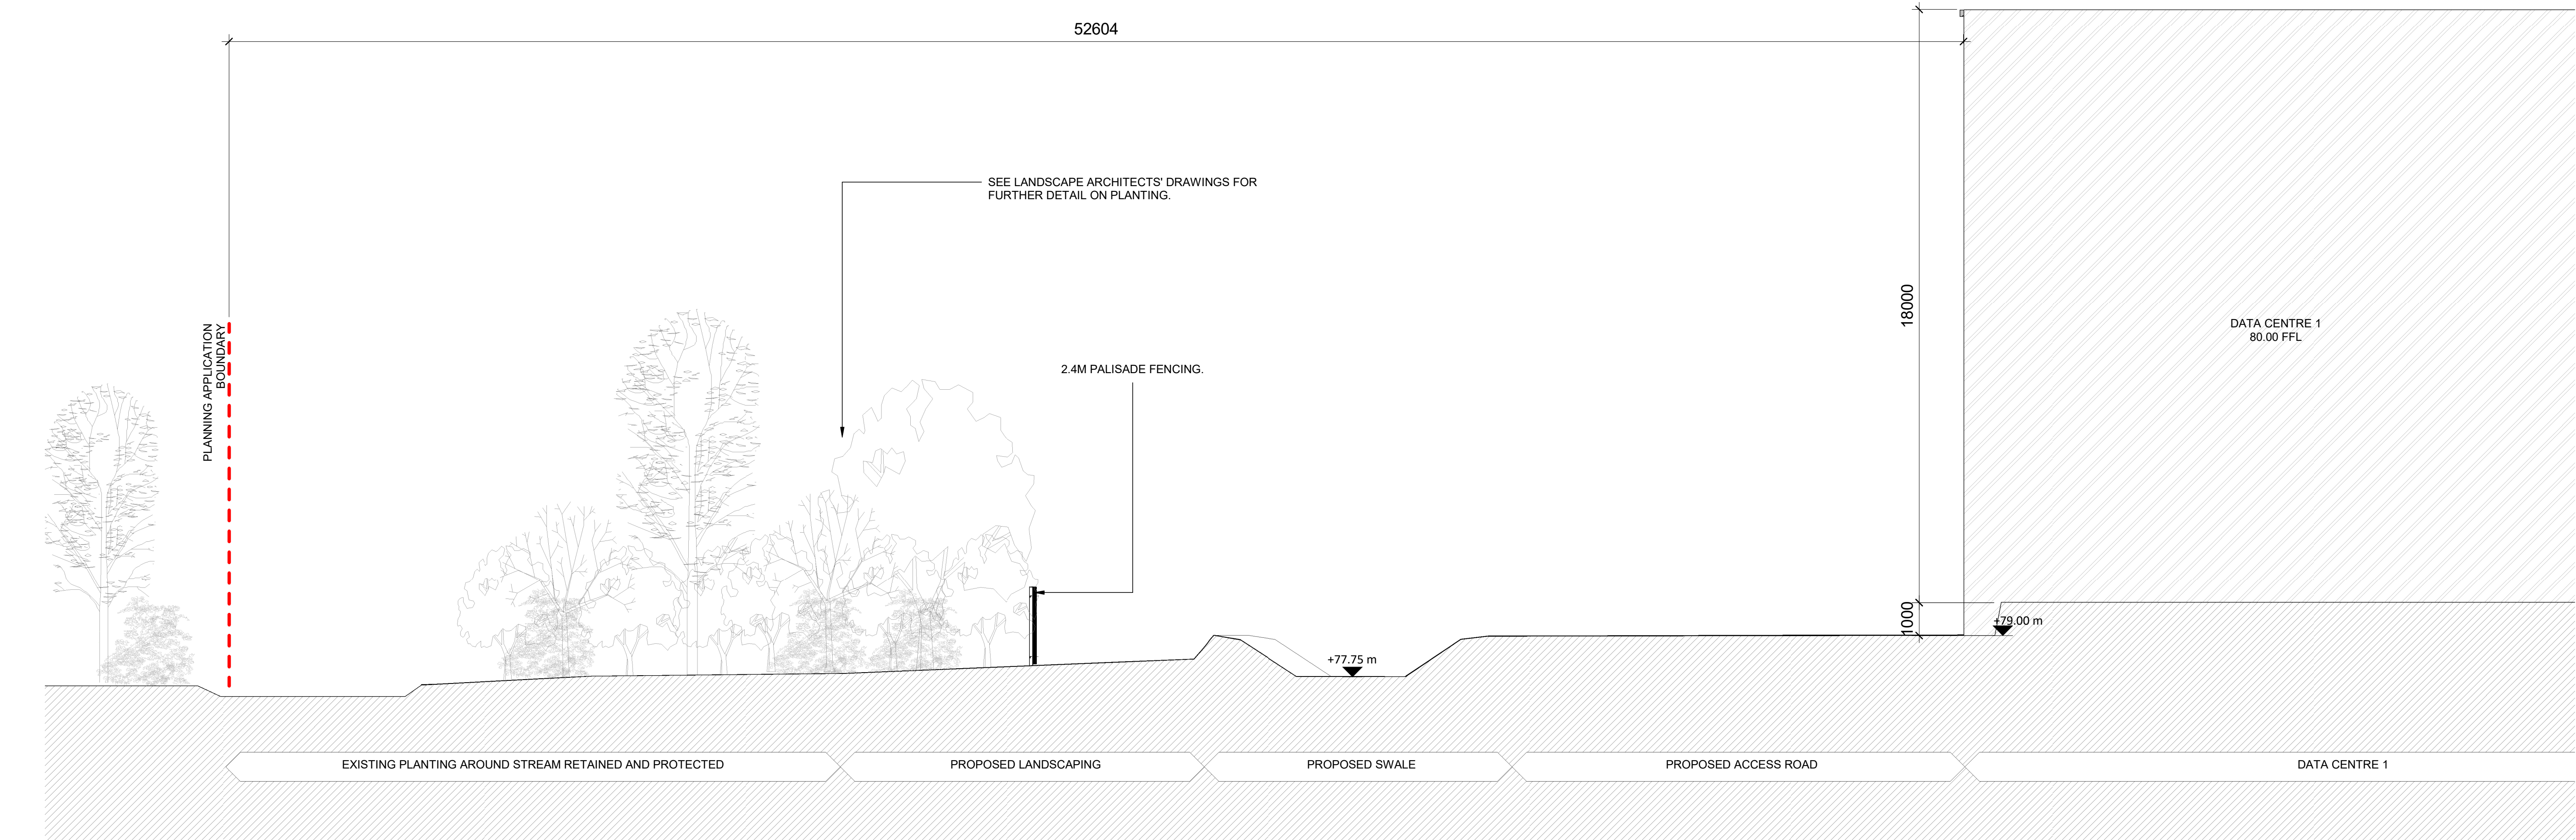 52604
SEE LANDSCAPE ARCHITECTS' DRAWINGS FOR
FURTHER DETAIL ON PLANTING.
PLANNING APPLICATION
BOUNDARY
2.4M PALISADE FENCING.
18000
DATA CENTRE 1
80.00 FFL
1000
+79.00 m
+77.75 m
EXISTING PLANTING AROUND STREAM RETAINED AND PROTECTED
PROPOSED LANDSCAPING
PROPOSED SWALE
PROPOSED ACCESS ROAD
DATA CENTRE 1